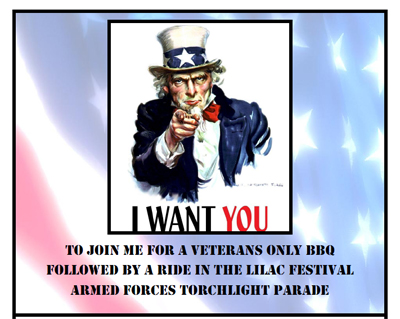 I WANT YOU
TO JOIN ME FOR A VETERANS ONLY BBQ
FOLLOWED BY A RIDE IN THE LILAC FESTIVAL
ARMED FORCES TORCHLIGHT PARADE